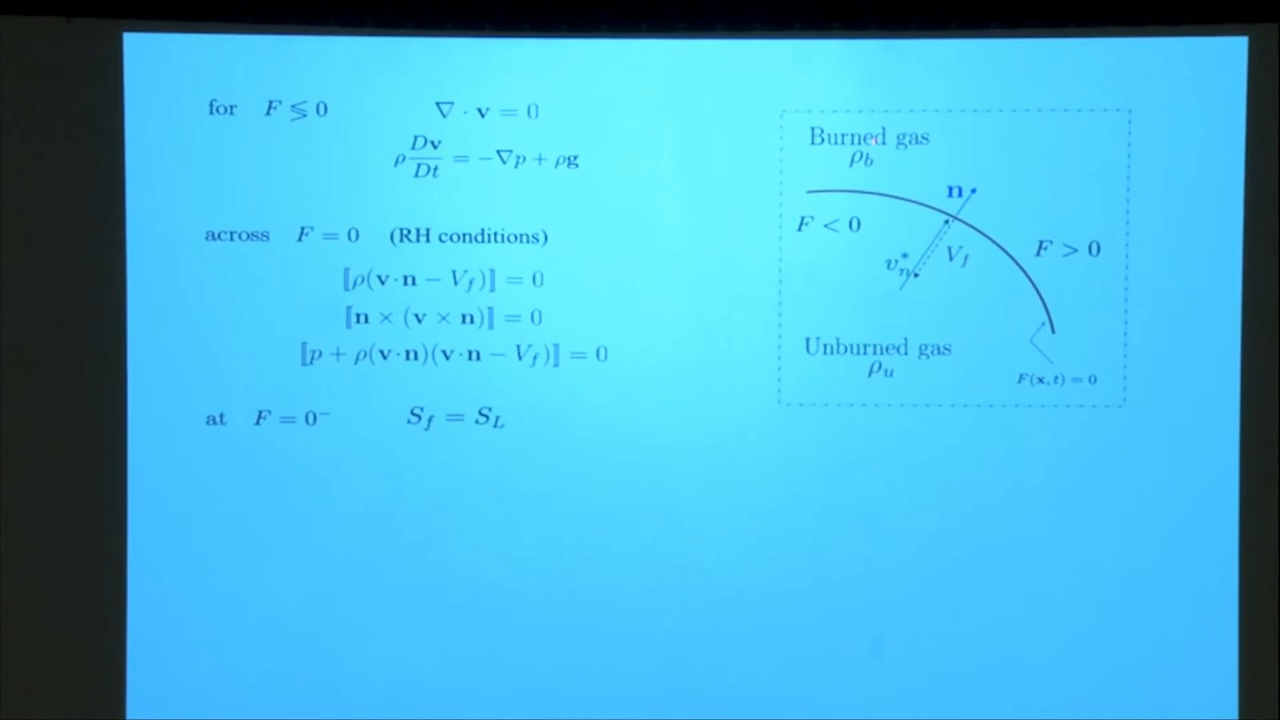 for F ≶ 0 ∇ · v = 0
ρ Dv/Dt = −∇p + ρg
across F = 0 (RH conditions)
⟦ρ(v·n − V_f)⟧ = 0
⟦n × (v × n)⟧ = 0
⟦p + ρ(v·n)(v·n − V_f)⟧ = 0
at F = 0⁻ S_f = S_L
Burned gas
ρ_b
n
F < 0
F > 0
v_n^*
V_f
Unburned gas
ρ_u
F(x, t) = 0